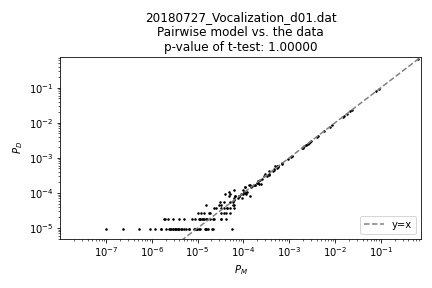 20180727_Vocalization_d01.dat
Pairwise model vs. the data
p-value of t-test: 1.00000
10⁻¹
10⁻²
10⁻³
10⁻⁴
10⁻⁵
P_D
y=x
10⁻⁷ 10⁻⁶ 10⁻⁵ 10⁻⁴ 10⁻³ 10⁻² 10⁻¹
P_M